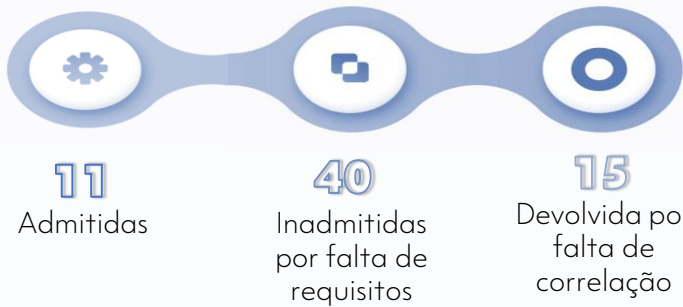 11
Admitidas
40
Inadmitidas
por falta de
requisitos
15
Devolvida po
falta de
correlação